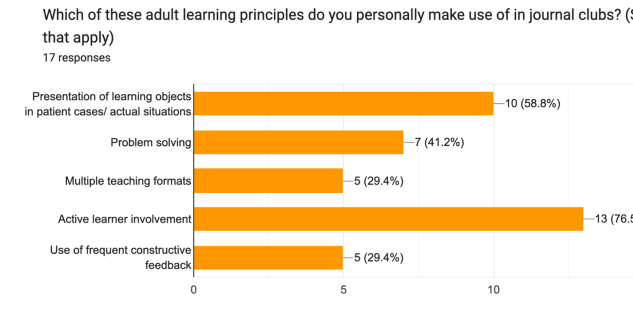 Which of these adult learning principles do you personally make use of in journal clubs?
that apply)
17 responses
Presentation of learning objects
in patient cases/ actual situations
10 (58.8%)
Problem solving
7 (41.2%)
Multiple teaching formats
5 (29.4%)
Active learner involvement
13 (76.5
Use of frequent constructive
feedback
5 (29.4%)
0
5
10